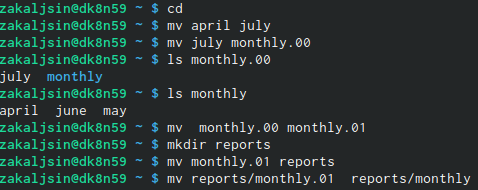 zakaljsin@dk8n59 ~ $ cd
zakaljsin@dk8n59 ~ $ mv april july
zakaljsin@dk8n59 ~ $ mv july monthly.00
zakaljsin@dk8n59 ~ $ ls monthly.00
july  monthly
zakaljsin@dk8n59 ~ $ ls monthly
april  june  may
zakaljsin@dk8n59 ~ $ mv  monthly.00 monthly.01
zakaljsin@dk8n59 ~ $ mkdir reports
zakaljsin@dk8n59 ~ $ mv monthly.01 reports
zakaljsin@dk8n59 ~ $ mv reports/monthly.01  reports/monthly